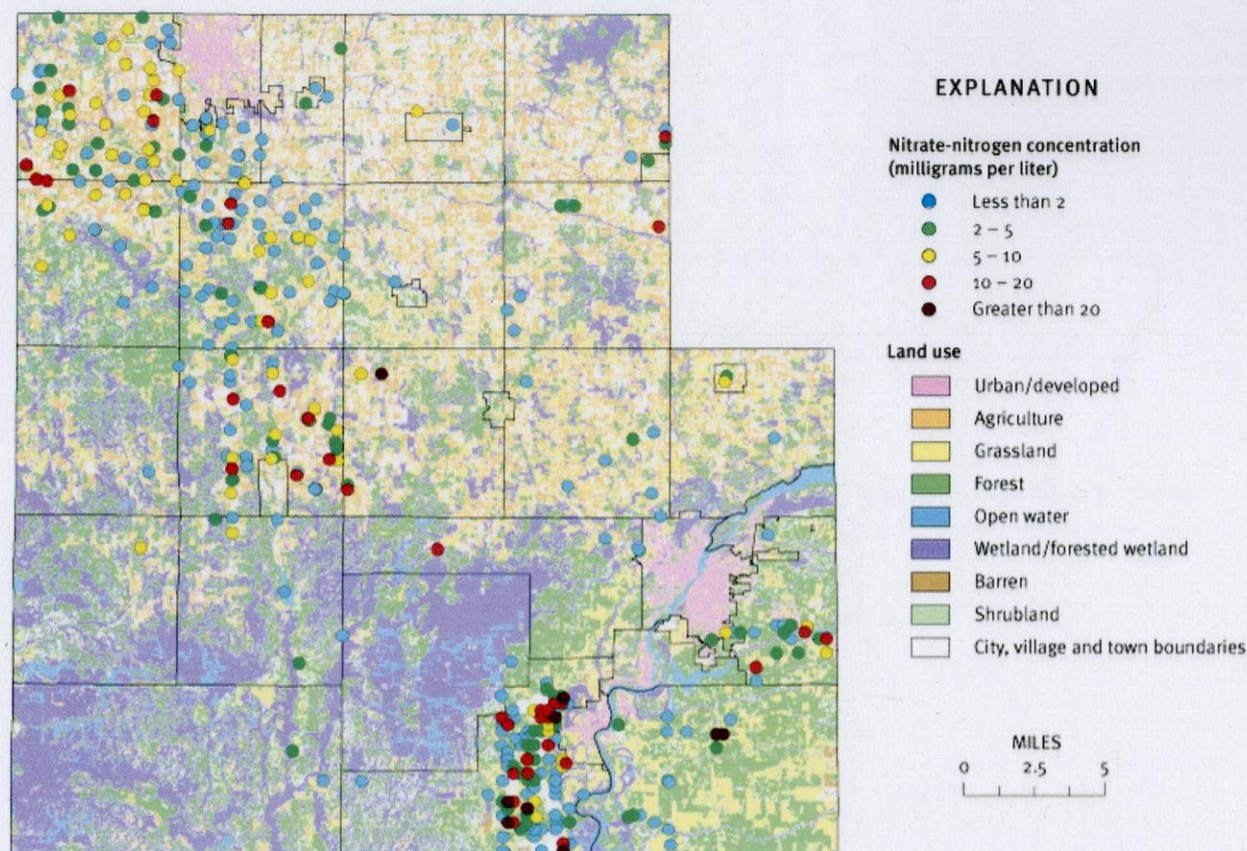 EXPLANATION
Nitrate-nitrogen concentration
(milligrams per liter)
Less than 2
2 – 5
5 – 10
10 – 20
Greater than 20
Land use
Urban/developed
Agriculture
Grassland
Forest
Open water
Wetland/forested wetland
Barren
Shrubland
City, village and town boundaries
MILES
0 2.5 5